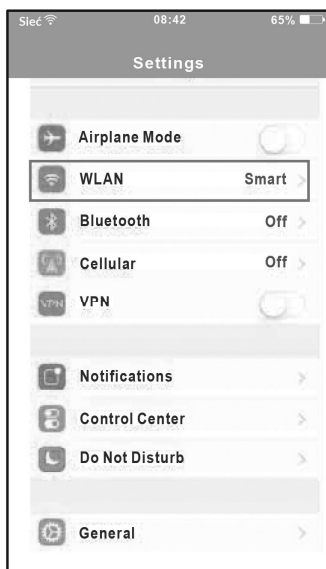 Sieć 08:42 65%
Settings
Airplane Mode
WLAN Smart
Bluetooth Off
Cellular Off
VPN VPN
Notifications
Control Center
Do Not Disturb
General